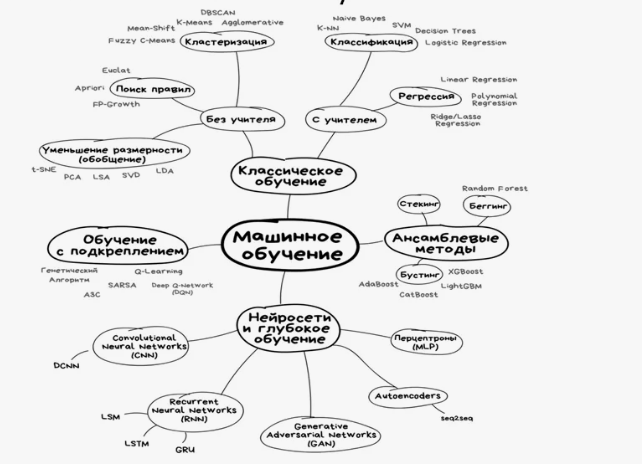 DBSCAN
Mean-Shift
K-Means
Agglomerative
Fuzzy C-Means
Кластеризация
Naive Bayes
K-NN
SVM
Decision Trees
Классификация
Logistic Regression
Euclat
Apriori
Поиск правил
FP-Growth
Linear Regression
Регрессия
Polynomial
Regression
Ridge/Lasso
Regression
Без учителя
С учителем
Уменьшение размерности
(обобщение)
t-SNE
PCA
LSA
SVD
LDA
Классическое
обучение
Random Forest
Стекинг
Беггинг
Обучение
с подкреплением
Машинное
обучение
Ансамблевые
методы
Генетический
Алгоритм
Q-Learning
SARSA
A3C
Deep Q-Network
(DQN)
Бустинг
XGBoost
AdaBoost
LightGBM
CatBoost
Нейросети
и глубокое
обучение
Convolutional
Neural Networks
(CNN)
DCNN
Перцептроны
(MLP)
Autoencoders
seq2seq
Recurrent
Neural Networks
(RNN)
LSM
LSTM
GRU
Generative
Adversarial Networks
(GAN)